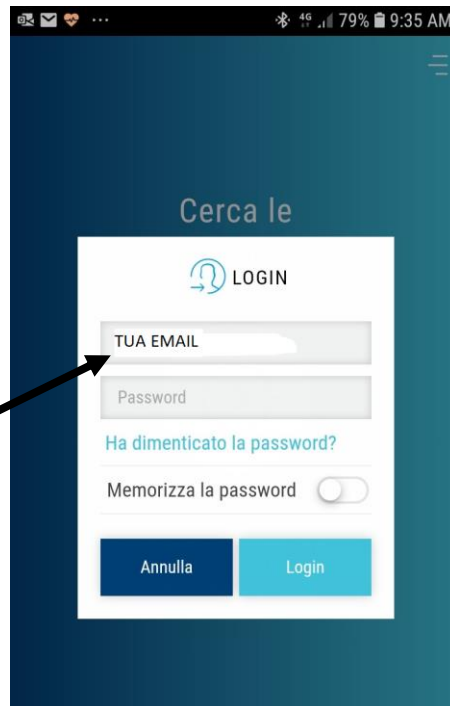 4G 79% 9:35 AM
Cerca le
LOGIN
TUA EMAIL
Password
Ha dimenticato la password?
Memorizza la password
Annulla Login